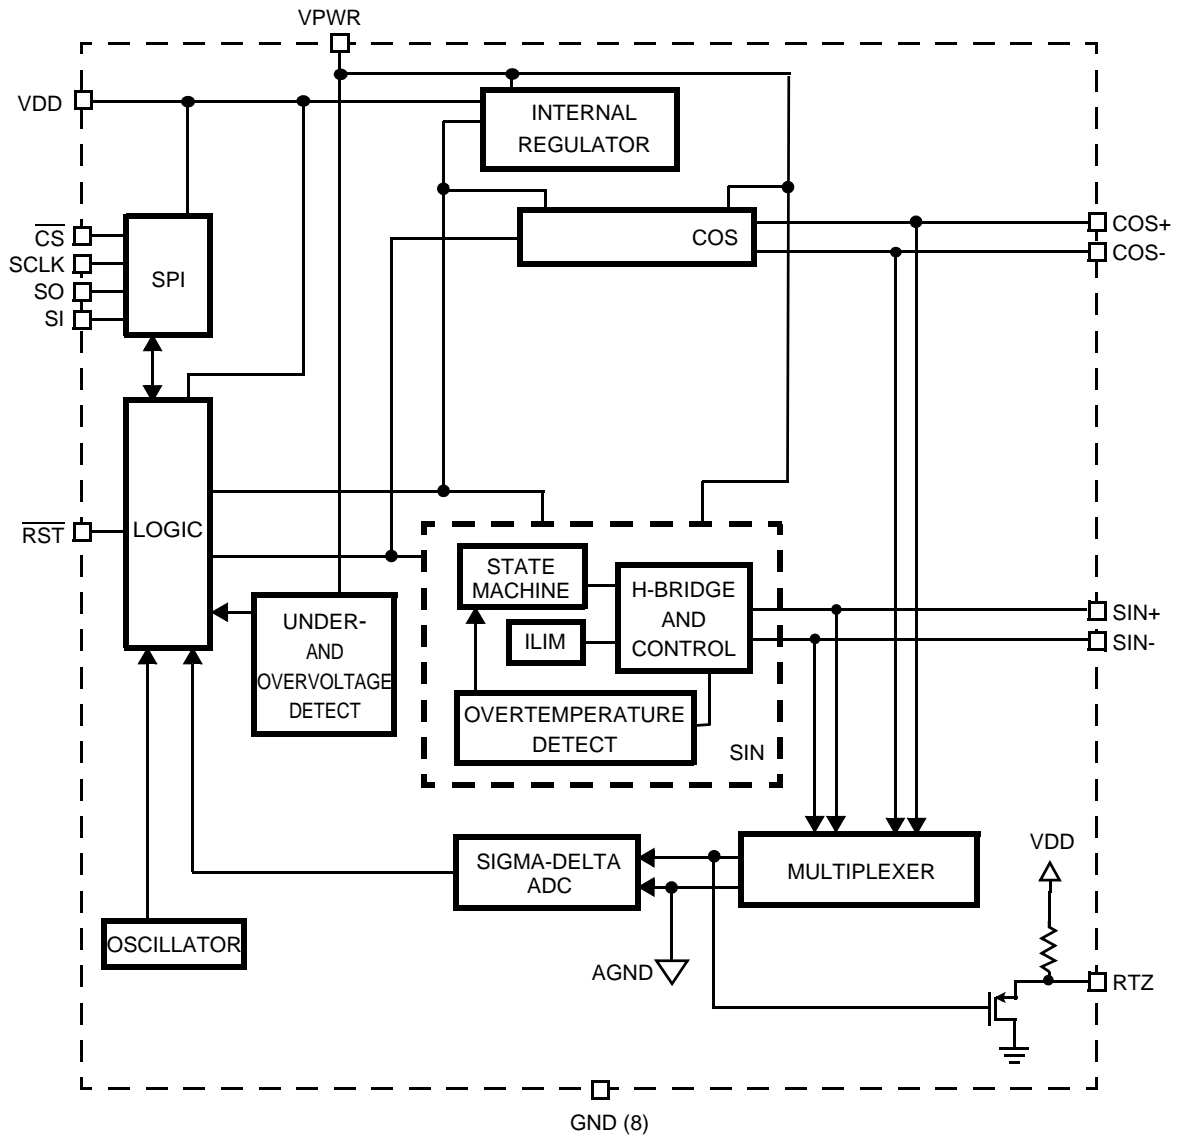 VPWR
VDD
INTERNAL
REGULATOR
CS
SCLK
SO
SI
SPI
COS
COS+
COS-
RST
LOGIC
STATE
MACHINE
H-BRIDGE
AND
CONTROL
ILIM
UNDER-
AND
OVERVOLTAGE
DETECT
OVERTEMPERATURE
DETECT
SIN
SIN+
SIN-
SIGMA-DELTA
ADC
MULTIPLEXER
VDD
OSCILLATOR
AGND
RTZ
GND (8)